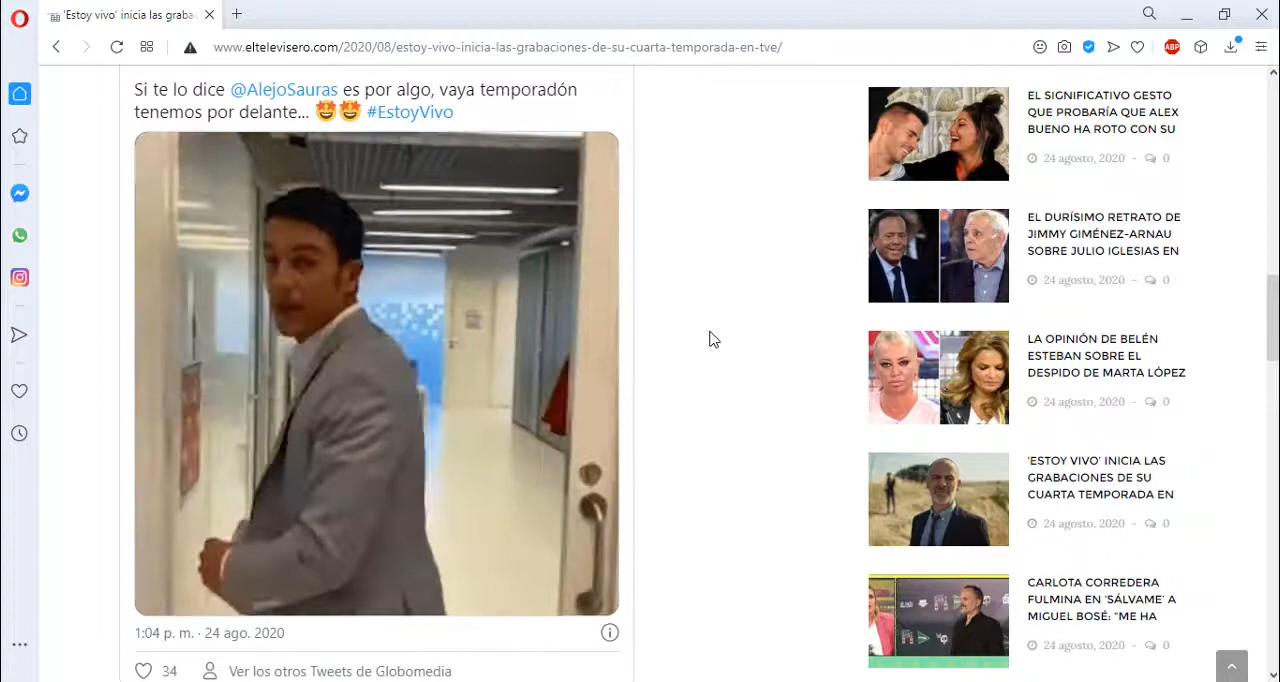 'Estoy vivo' inicia las graba
www.eltelevisero.com/2020/08/estoy-vivo-inicia-las-grabaciones-de-su-cuarta-temporada-en-tve/
ABP
Si te lo dice @AlejoSauras es por algo, vaya temporadón
tenemos por delante... 🤩🤩 #EstoyVivo
1:04 p. m. · 24 ago. 2020
34
Ver los otros Tweets de Globomedia
EL SIGNIFICATIVO GESTO
QUE PROBARÍA QUE ALEX
BUENO HA ROTO CON SU
24 agosto, 2020 - 0
EL DURÍSIMO RETRATO DE
JIMMY GIMÉNEZ-ARNAU
SOBRE JULIO IGLESIAS EN
24 agosto, 2020 - 0
LA OPINIÓN DE BELÉN
ESTEBAN SOBRE EL
DESPIDO DE MARTA LÓPEZ
24 agosto, 2020 - 0
'ESTOY VIVO' INICIA LAS
GRABACIONES DE SU
CUARTA TEMPORADA EN
24 agosto, 2020 - 0
CARLOTA CORREDERA
FULMINA EN 'SÁLVAME' A
MIGUEL BOSÉ: "ME HA
24 agosto, 2020 - 0